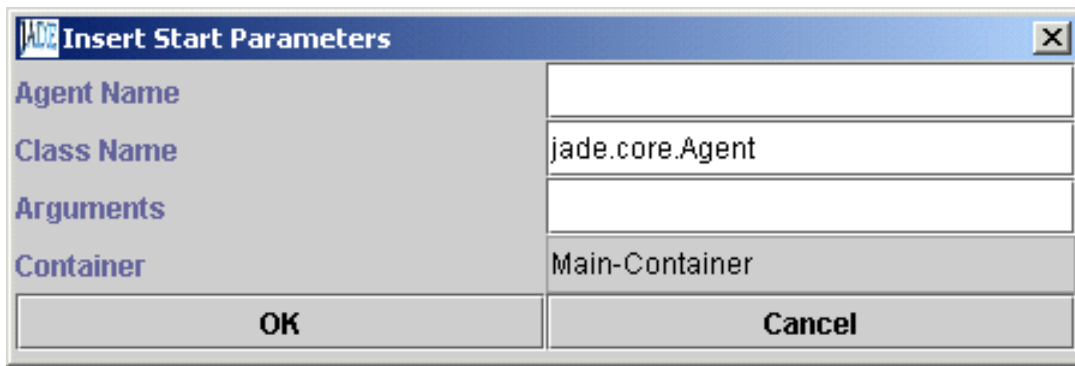 JADE Insert Start Parameters
Agent Name
Class Name jade.core.Agent
Arguments
Container Main-Container
OK Cancel